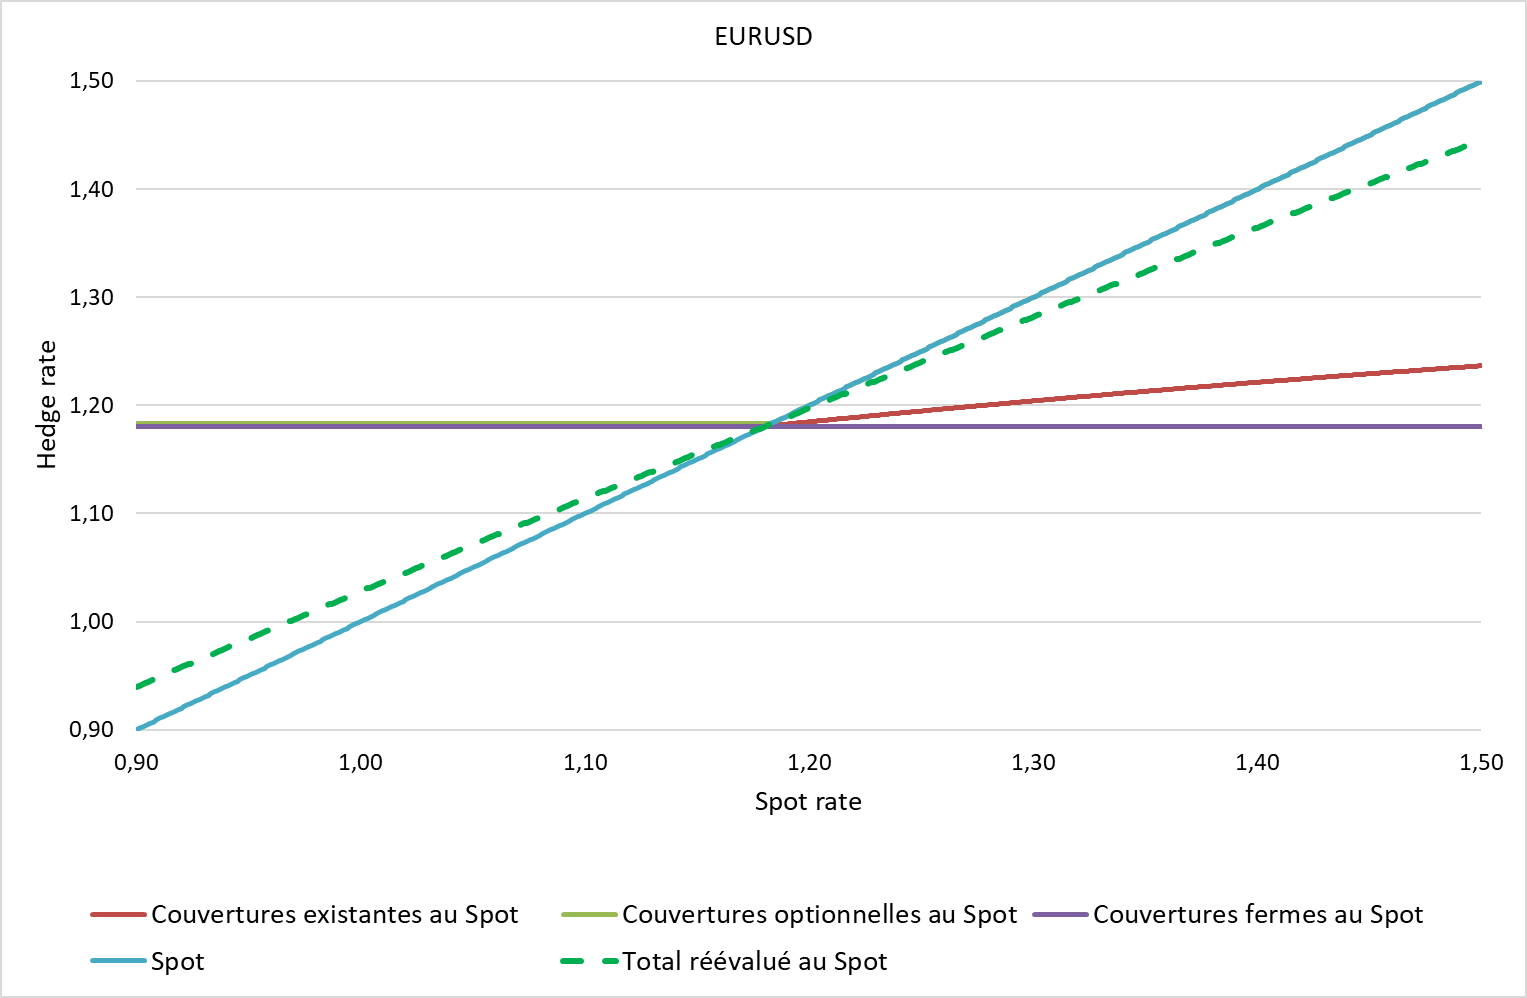 EURUSD
1,50
1,40
1,30
1,20
1,10
1,00
0,90
Hedge rate
0,90 1,00 1,10 1,20 1,30 1,40 1,50
Spot rate
Couvertures existantes au Spot Couvertures optionnelles au Spot Couvertures fermes au Spot
Spot Total réévalué au Spot